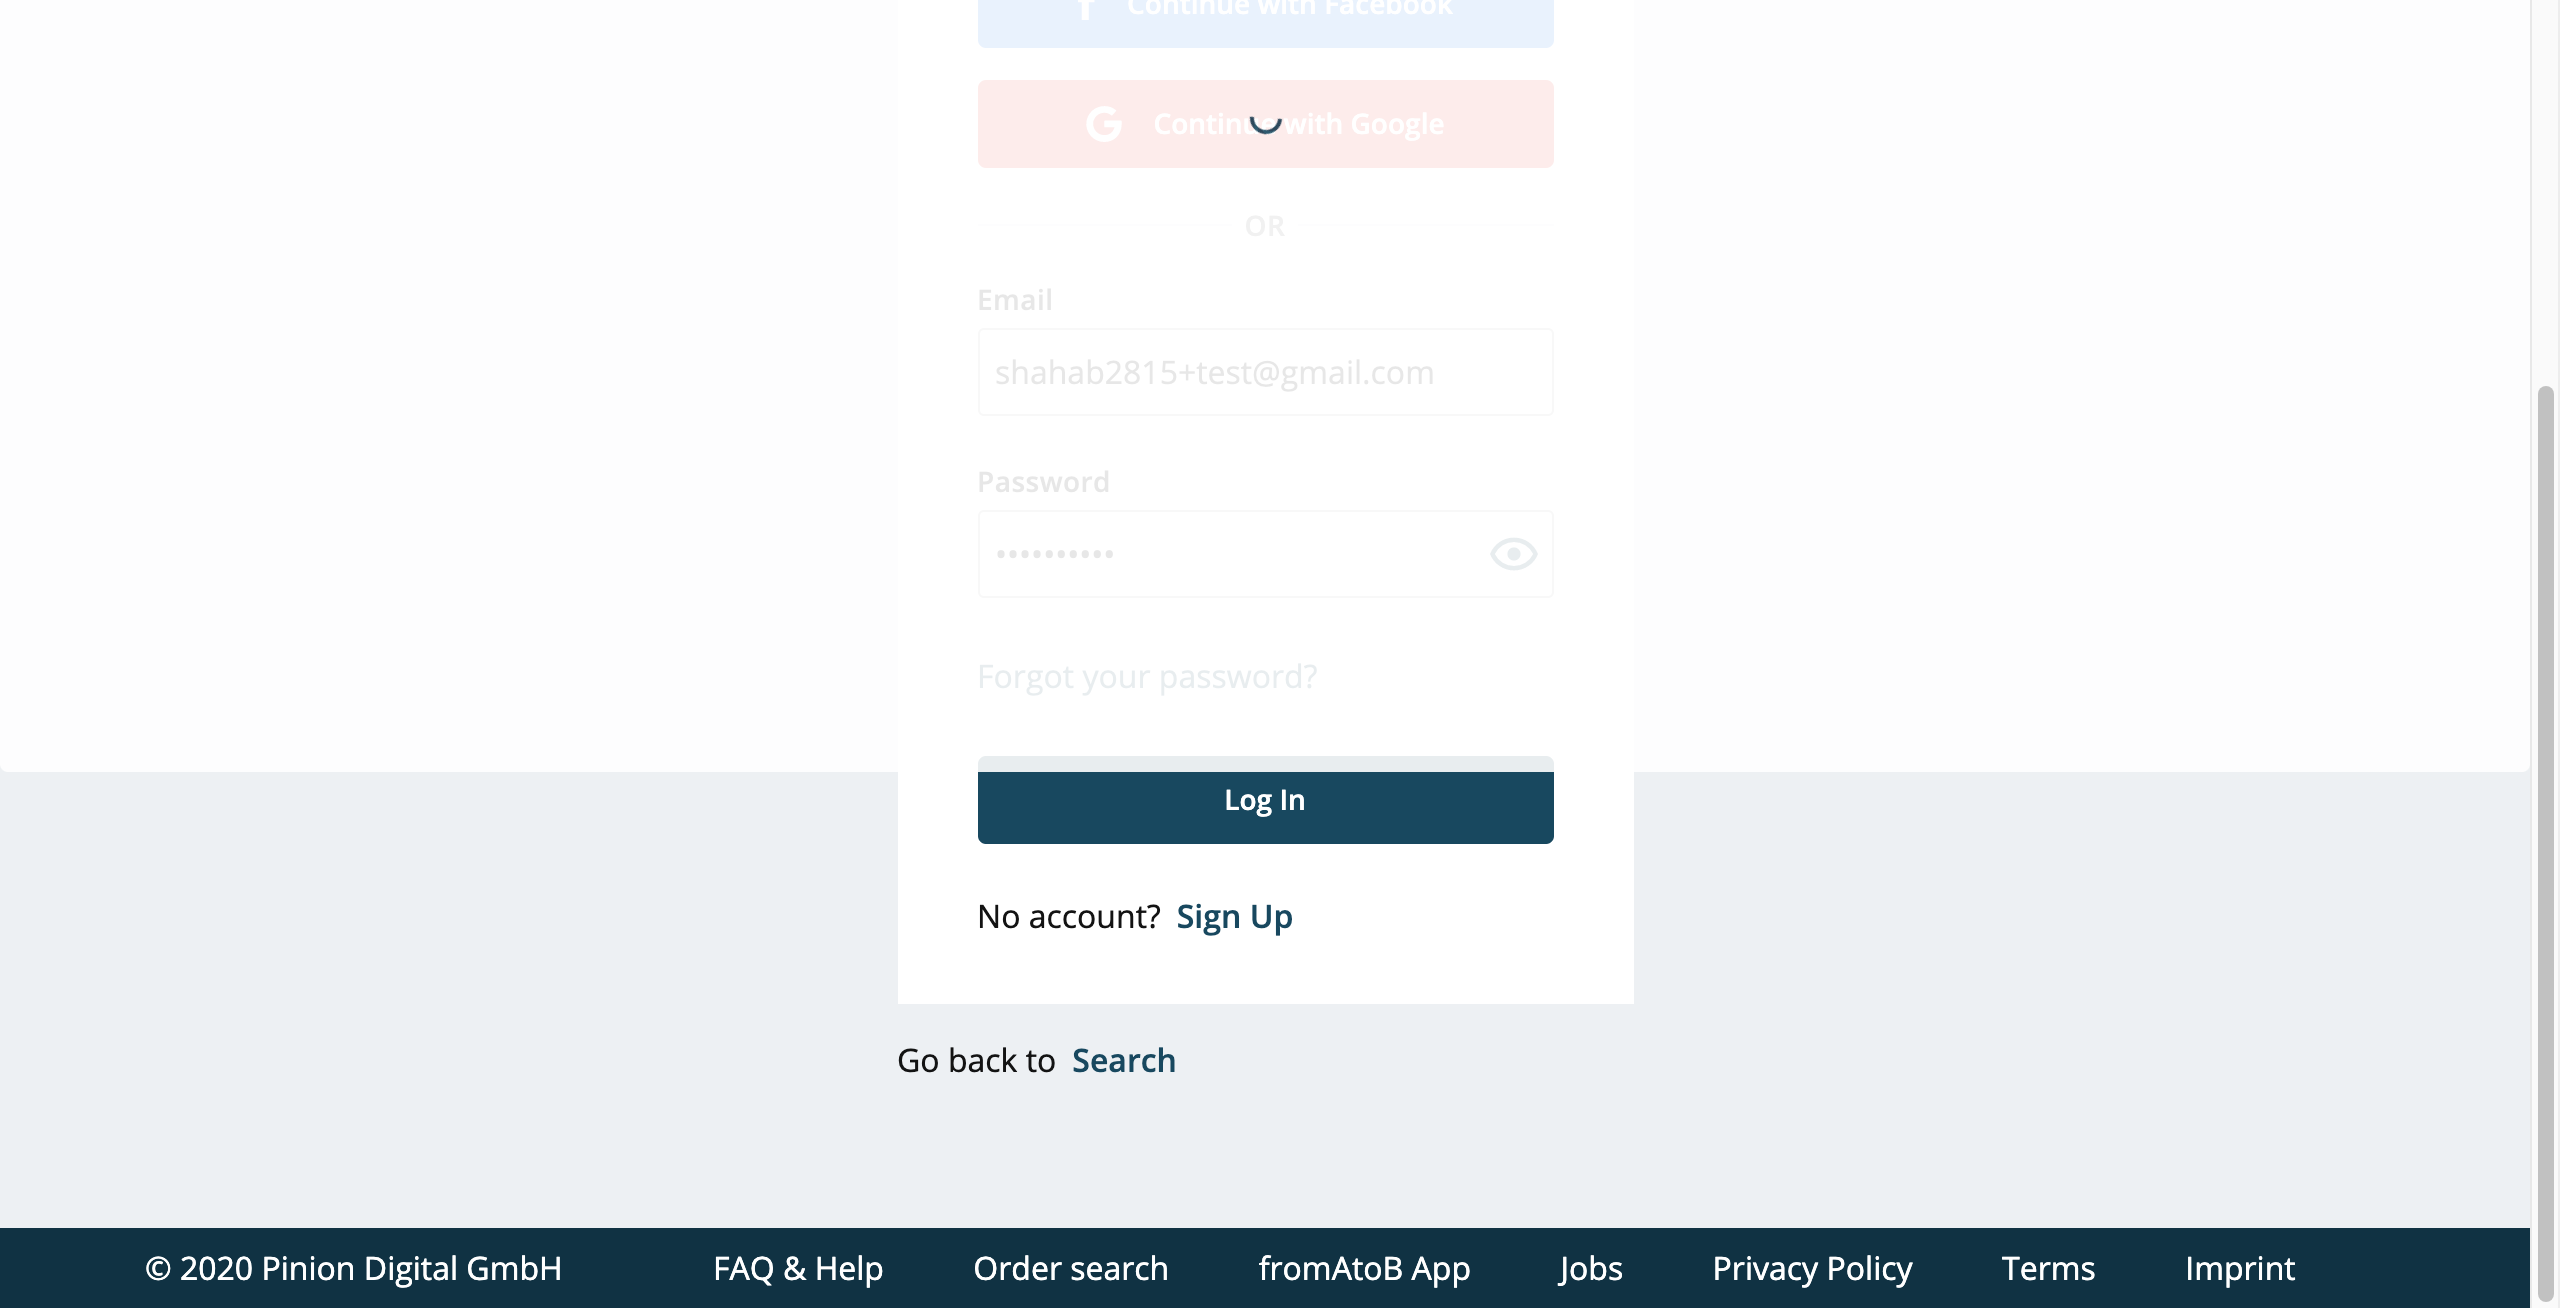 Continue with Facebook
Continue with Google
OR
Email
shahab2815+test@gmail.com
Password
••••••••••
Forgot your password?
Log In
No account? Sign Up
Go back to Search
© 2020 Pinion Digital GmbH FAQ & Help Order search fromAtoB App Jobs Privacy Policy Terms Imprint